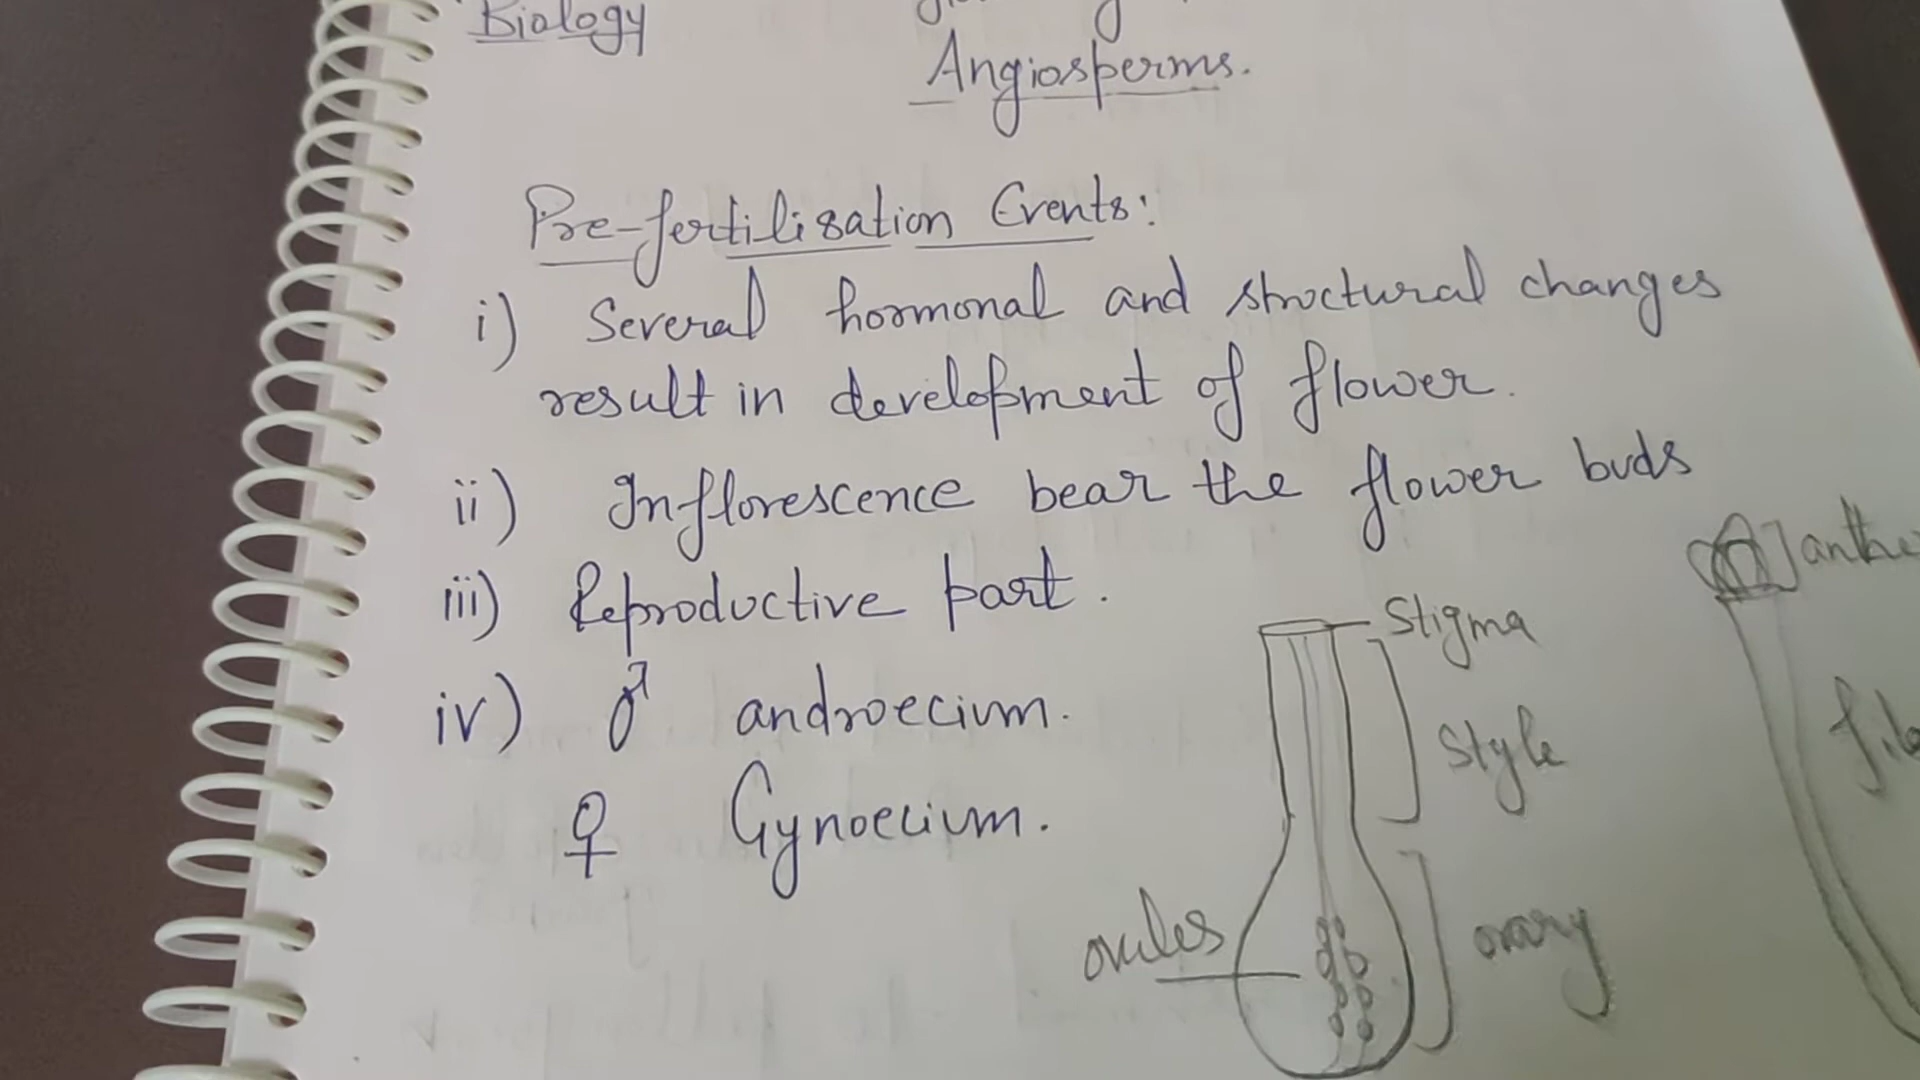 Biology
Angiosperms.
Pre-fertilisation Events:
i) Several hormonal and structural changes
result in development of flower.
ii) Inflorescence bear the flower buds
iii) Reproductive part.
iv) ♂ androecium.
♀ Gynoecium.
Stigma
Style
ovules
ovary